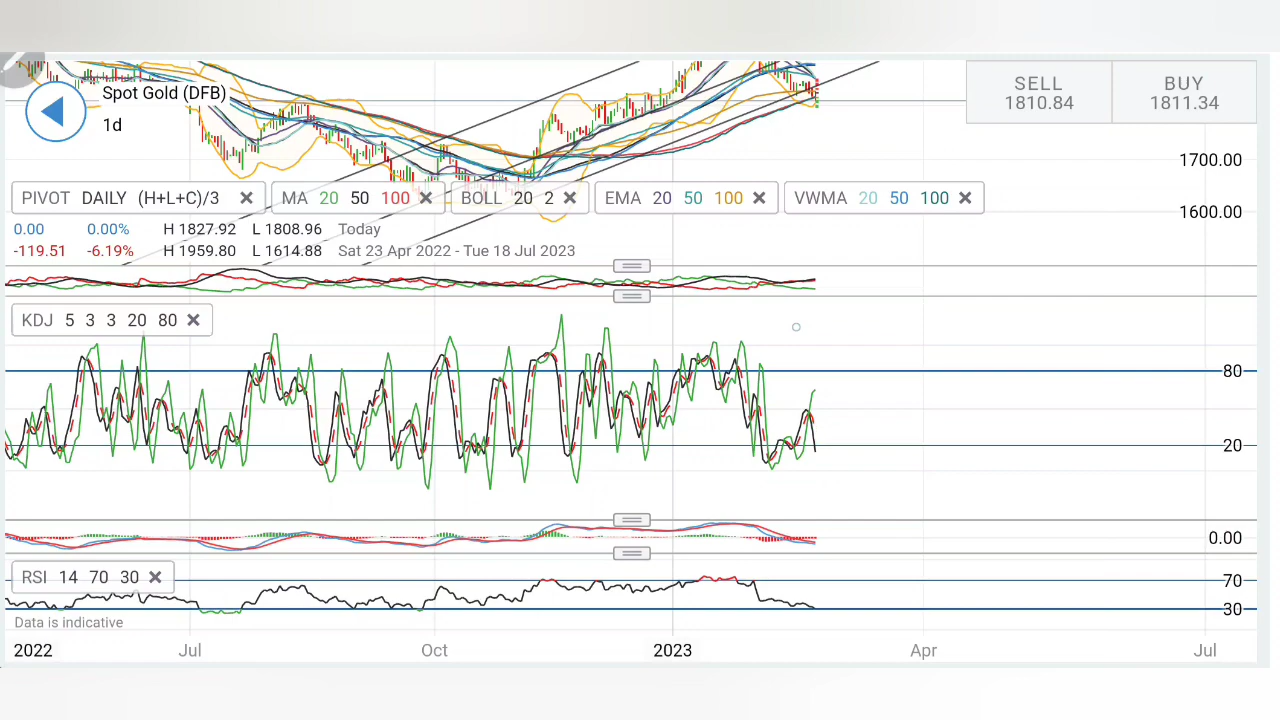 Spot Gold (DFB)
1d
SELL
1810.84
BUY
1811.34
1700.00
1600.00
PIVOT DAILY (H+L+C)/3
MA 20 50 100
BOLL 20 2
EMA 20 50 100
VWMA 20 50 100
0.00 0.00% H 1827.92 L 1808.96 Today
-119.51 -6.19% H 1959.80 L 1614.88 Sat 23 Apr 2022 - Tue 18 Jul 2023
KDJ 5 3 3 20 80
80
20
0.00
RSI 14 70 30
70
30
Data is indicative
2022 Jul Oct 2023 Apr Jul